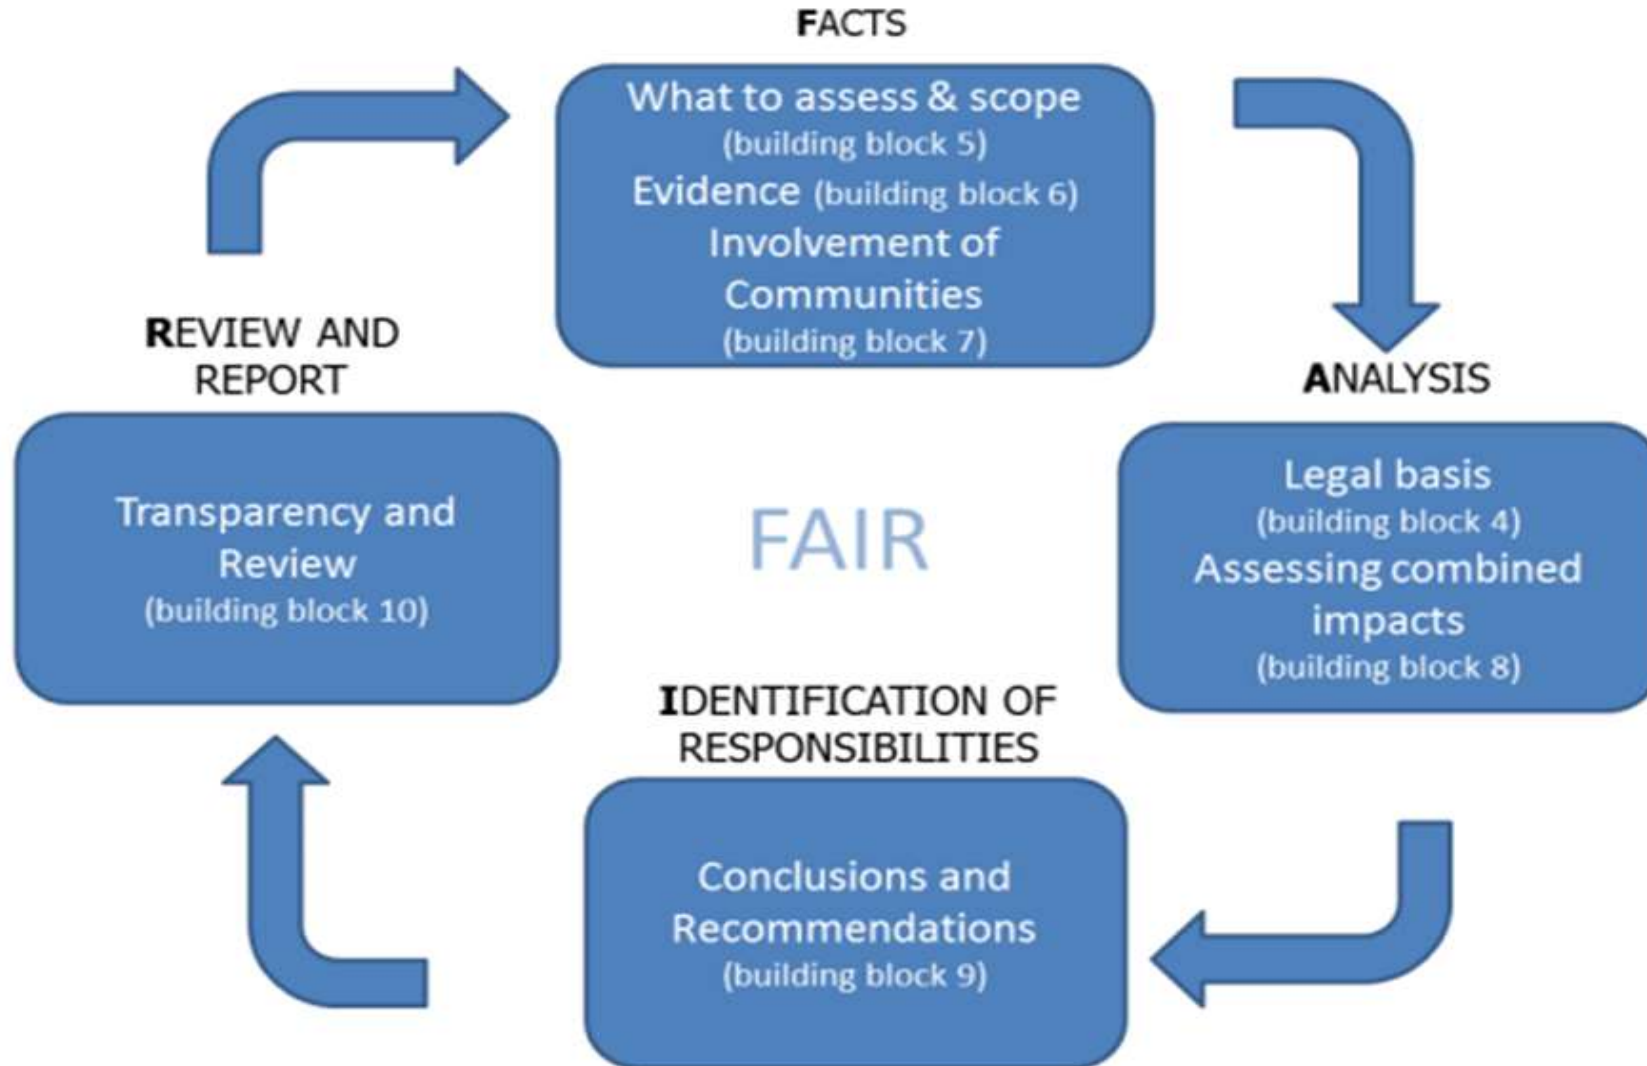 FACTS
What to assess & scope
(building block 5)
Evidence (building block 6)
Involvement of
Communities
(building block 7)
ANALYSIS
Legal basis
(building block 4)
Assessing combined
impacts
(building block 8)
IDENTIFICATION OF
RESPONSIBILITIES
Conclusions and
Recommendations
(building block 9)
REVIEW AND
REPORT
Transparency and
Review
(building block 10)
FAIR